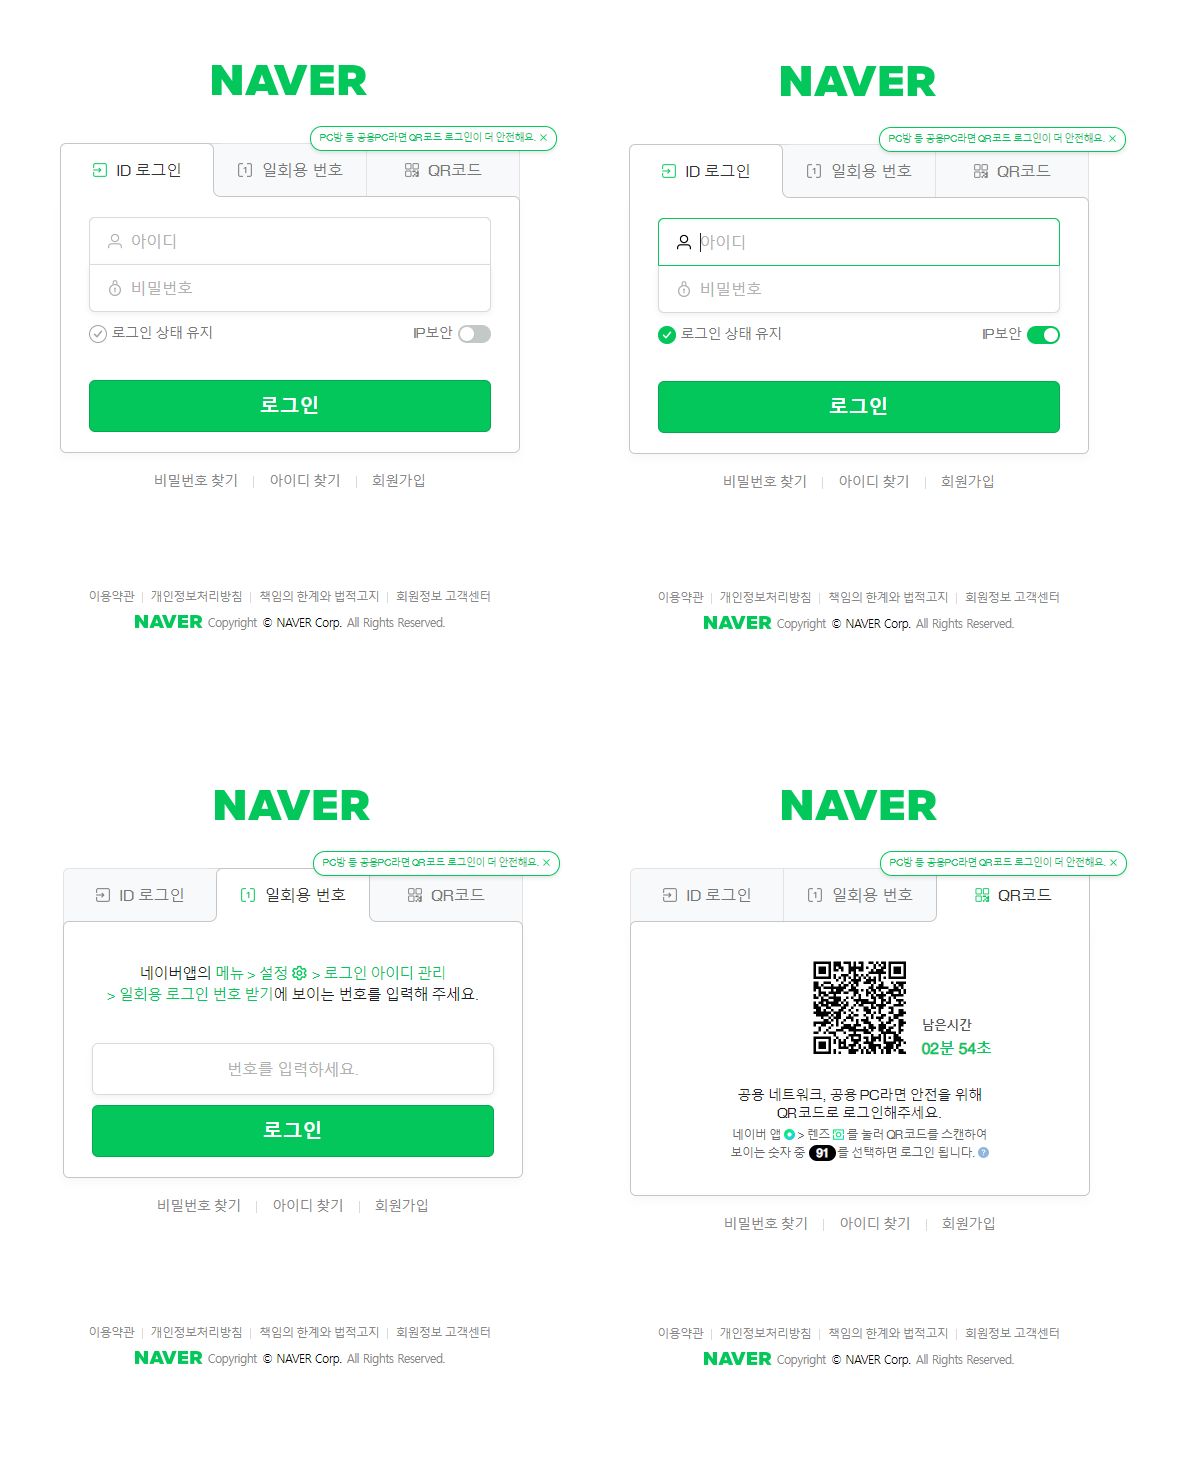 NAVER
PC방 등 공용PC라면 QR코드 로그인이 더 안전해요. ×
ID 로그인 일회용 번호 QR코드
아이디
비밀번호
로그인 상태 유지 IP보안
로그인
비밀번호 찾기 | 아이디 찾기 | 회원가입
이용약관 | 개인정보처리방침 | 책임의 한계와 법적고지 | 회원정보 고객센터
NAVER Copyright © NAVER Corp. All Rights Reserved.
NAVER
PC방 등 공용PC라면 QR코드 로그인이 더 안전해요. ×
ID 로그인 일회용 번호 QR코드
아이디
비밀번호
로그인 상태 유지 IP보안
로그인
비밀번호 찾기 | 아이디 찾기 | 회원가입
이용약관 | 개인정보처리방침 | 책임의 한계와 법적고지 | 회원정보 고객센터
NAVER Copyright © NAVER Corp. All Rights Reserved.
NAVER
PC방 등 공용PC라면 QR코드 로그인이 더 안전해요. ×
ID 로그인 일회용 번호 QR코드
네이버앱의 메뉴 > 설정 > 로그인 아이디 관리
> 일회용 로그인 번호 받기에 보이는 번호를 입력해 주세요.
번호를 입력하세요.
로그인
비밀번호 찾기 | 아이디 찾기 | 회원가입
이용약관 | 개인정보처리방침 | 책임의 한계와 법적고지 | 회원정보 고객센터
NAVER Copyright © NAVER Corp. All Rights Reserved.
NAVER
PC방 등 공용PC라면 QR코드 로그인이 더 안전해요. ×
ID 로그인 일회용 번호 QR코드
남은시간
02분 54초
공용 네트워크, 공용 PC라면 안전을 위해
QR코드로 로그인해주세요.
네이버 앱 > 렌즈 를 눌러 QR코드를 스캔하여
보이는 숫자 중 91 를 선택하면 로그인 됩니다. ?
비밀번호 찾기 | 아이디 찾기 | 회원가입
이용약관 | 개인정보처리방침 | 책임의 한계와 법적고지 | 회원정보 고객센터
NAVER Copyright © NAVER Corp. All Rights Reserved.